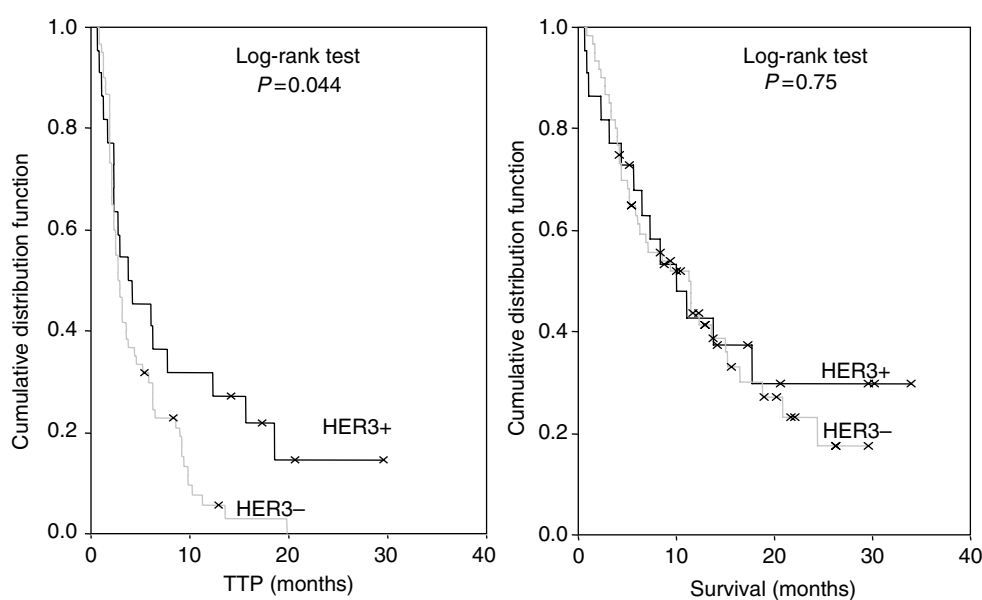 Log-rank test
P=0.044
Cumulative distribution function
1.0
0.8
0.6
0.4
0.2
0.0
HER3+
HER3–
0 10 20 30 40
TTP (months)
Log-rank test
P=0.75
Cumulative distribution function
1.0
0.8
0.6
0.4
0.2
0.0
HER3+
HER3–
0 10 20 30 40
Survival (months)